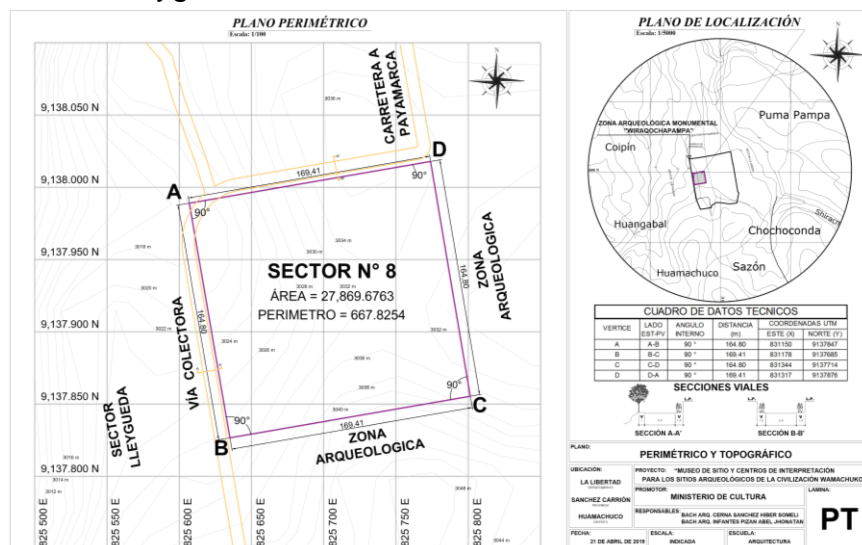 PLANO PERIMÉTRICO
Escala: 1/100
9,138.050 N
9,138.000 N
9,137.950 N
9,137.900 N
9,137.850 N
9,137.800 N
825.500 E
825.550 E
825.600 E
825.650 E
825.700 E
825.750 E
825.800 E
CARRETERA A
PAYAMARCA
A
B
C
D
90°
90°
90°
90°
169.41
164.80
164.80
169.41
SECTOR N° 8
ÁREA = 27,869.6763
PERIMETRO = 667.8254
ZONA
ARQUEOLOGICA
ZONA
ARQUEOLOGICA
VÍA COLECTORA
SECTOR
LLEYGUEDA
PLANO DE LOCALIZACIÓN
Escala: 1/5000
ZONA ARQUEOLÓGICA MONUMENTAL
"WIRAQOCHAPAMPA"
Puma Pampa
Coipín
Huangabal
Chochoconda
Huamachuco
Sazón
CUADRO DE DATOS TECNICOS
VERTICE LADO EST-PV ANGULO INTERNO DISTANCIA (m) COORDENADAS UTM ESTE (X) NORTE (Y)
A A-B 90 ° 164.80 831150 9137847
B B-C 90 ° 169.41 831178 9137685
C C-D 90 ° 164.80 831344 9137714
D D-A 90 ° 169.41 831317 9137876
SECCIONES VIALES
SECCIÓN A-A'
SECCIÓN B-B'
PLANO:
PERIMÉTRICO Y TOPOGRÁFICO
UBICACIÓN:
LA LIBERTAD
SANCHEZ CARRIÓN
HUAMACHUCO
PROYECTO: "MUSEO DE SITIO Y CENTROS DE INTERPRETACIÓN
PARA LOS SITIOS ARQUEOLÓGICOS DE LA CIVILIZACIÓN WAMACHUKO
PROMOTOR:
MINISTERIO DE CULTURA
LAMINA:
PT
RESPONSABLES:
BACH ARQ. CERNA SANCHEZ HIBER SOMELI
BACH ARQ. INFANTES PIZAN ABEL JHONATAN
FECHA:
21 DE ABRIL DE 2019
ESCALA:
INDICADA
ESCUELA:
ARQUITECTURA